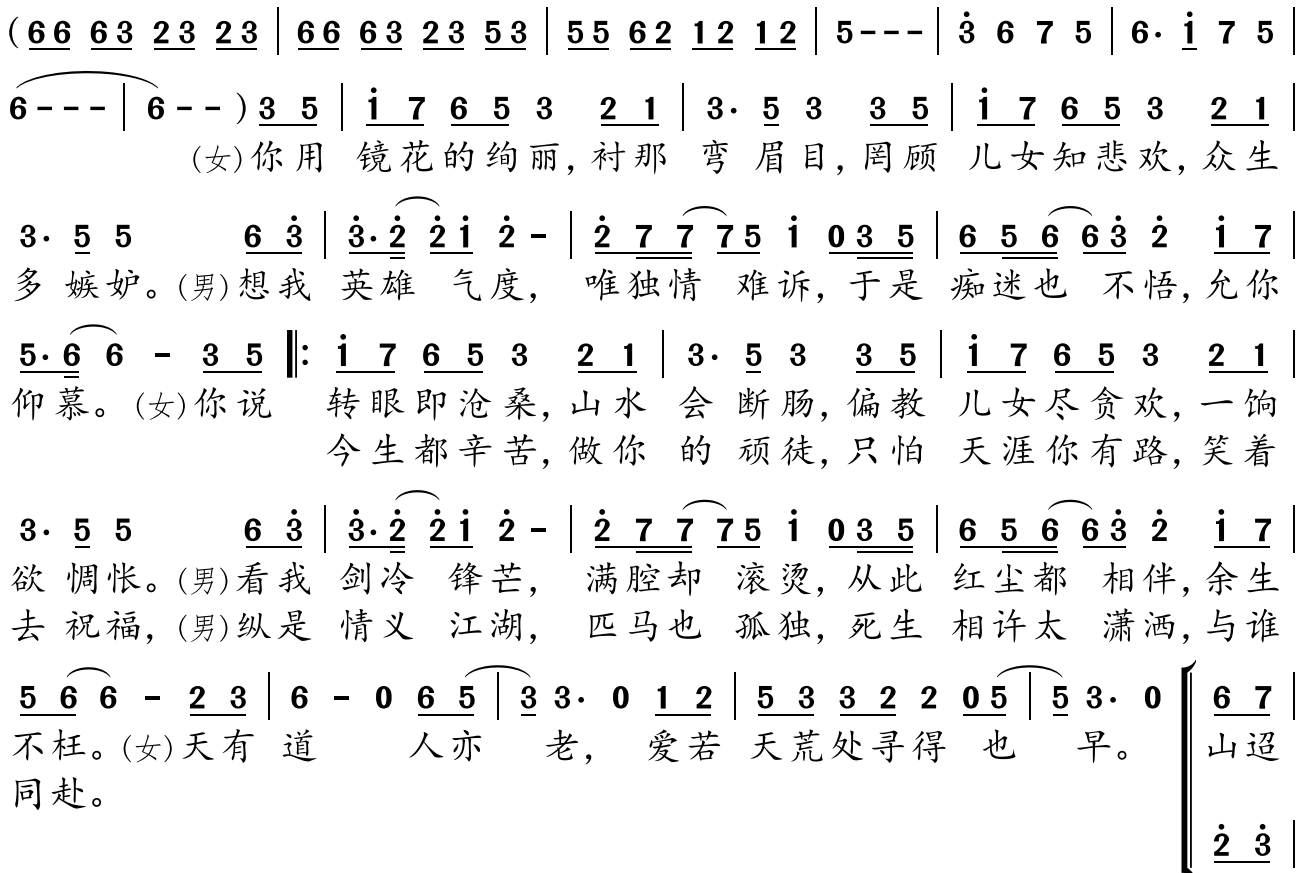 (66 63 23 23 | 66 63 23 53 | 55 62 12 12 | 5--- | 3 6 7 5 | 6· 1 7 5 |
6--- | 6--) 3 5 | 1 7 6 5 3 2 1 | 3· 5 3 3 5 | 1 7 6 5 3 2 1 |
(女)你用 镜花的绚丽,衬那 弯 眉目,罔顾 儿女知悲欢,众生
3· 5 5 6 3 | 3·2 2 1 2 - | 2 7 7 7 5 1 0 3 5 | 6 5 6 6 3 2 1 7 |
多 嫉妒。(男)想我 英雄 气度, 唯独情 难诉,于是 痴迷也 不悟,允你
5·6 6 - 3 5 ‖: 1 7 6 5 3 2 1 | 3· 5 3 3 5 | 1 7 6 5 3 2 1 |
仰慕。(女)你说 转眼即沧桑,山水 会 断肠,偏教 儿女尽贪欢,一饷
今生都辛苦,做你 的 顽徒,只怕 天涯你有路,笑着
3· 5 5 6 3 | 3·2 2 1 2 - | 2 7 7 7 5 1 0 3 5 | 6 5 6 6 3 2 1 7 |
欲 惆怅。(男)看我 剑冷 锋芒, 满腔却 滚烫,从此 红尘都 相伴,余生
去 祝福,(男)纵是 情义 江湖, 匹马也 孤独,死生 相许太 潇洒,与谁
5 6 6 - 2 3 | 6 - 0 6 5 | 3 3· 0 1 2 | 5 3 3 2 2 0 5 | 5 3· 0 | 6 7 |
不枉。(女)天有 道 人亦 老, 爱若 天荒处寻得 也 早。 山迢
同赴。
2 3 |